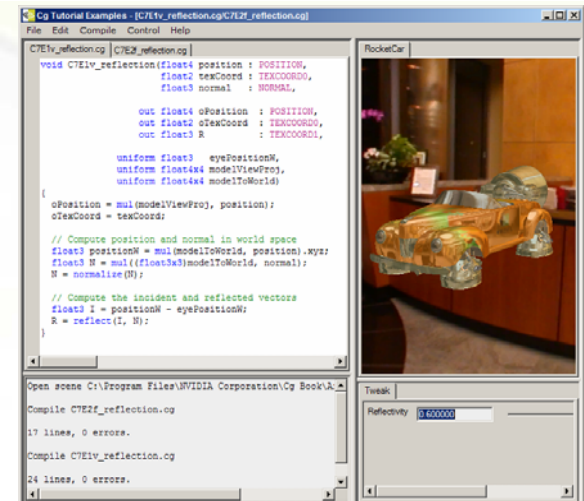 Cg Tutorial Examples - [C7E1v_reflection.cg/C7E2f_reflection.cg]
File Edit Compile Control Help
C7E1v_reflection.cg C7E2f_reflection.cg
void C7E1v_reflection(float4 position : POSITION,
float2 texCoord : TEXCOORD0,
float3 normal : NORMAL,
out float4 oPosition : POSITION,
out float2 oTexCoord : TEXCOORD0,
out float3 R : TEXCOORD1,
uniform float3 eyePositionW,
uniform float4x4 modelViewProj,
uniform float4x4 modelToWorld)
{
oPosition = mul(modelViewProj, position);
oTexCoord = texCoord;
// Compute position and normal in world space
float3 positionW = mul(modelToWorld, position).xyz;
float3 N = mul((float3x3)modelToWorld, normal);
N = normalize(N);
// Compute the incident and reflected vectors
float3 I = positionW - eyePositionW;
R = reflect(I, N);
}
RocketCar
Open scene C:\Program Files\NVIDIA Corporation\Cg Book\
Compile C7E2f_reflection.cg
17 lines, 0 errors.
Compile C7E1v_reflection.cg
24 lines, 0 errors.
Tweak
Reflectivity 0.600000